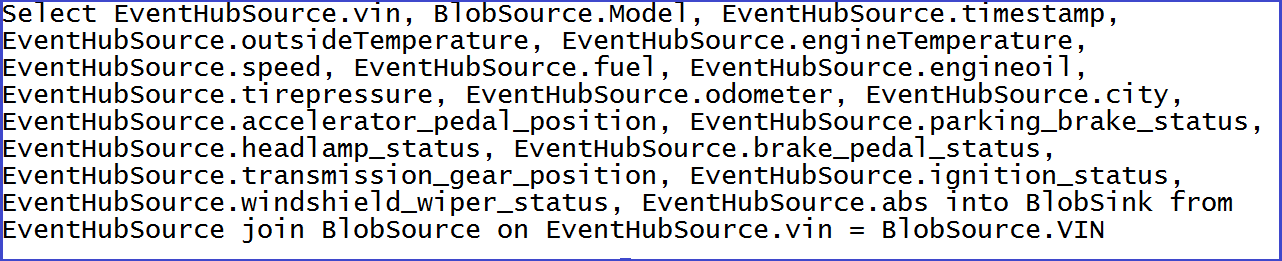 Select EventHubSource.vin, BlobSource.Model, EventHubSource.timestamp,
EventHubSource.outsideTemperature, EventHubSource.engineTemperature,
EventHubSource.speed, EventHubSource.fuel, EventHubSource.engineoil,
EventHubSource.tirepressure, EventHubSource.odometer, EventHubSource.city,
EventHubSource.accelerator_pedal_position, EventHubSource.parking_brake_status,
EventHubSource.headlamp_status, EventHubSource.brake_pedal_status,
EventHubSource.transmission_gear_position, EventHubSource.ignition_status,
EventHubSource.windshield_wiper_status, EventHubSource.abs into BlobSink from
EventHubSource join BlobSource on EventHubSource.vin = BlobSource.VIN